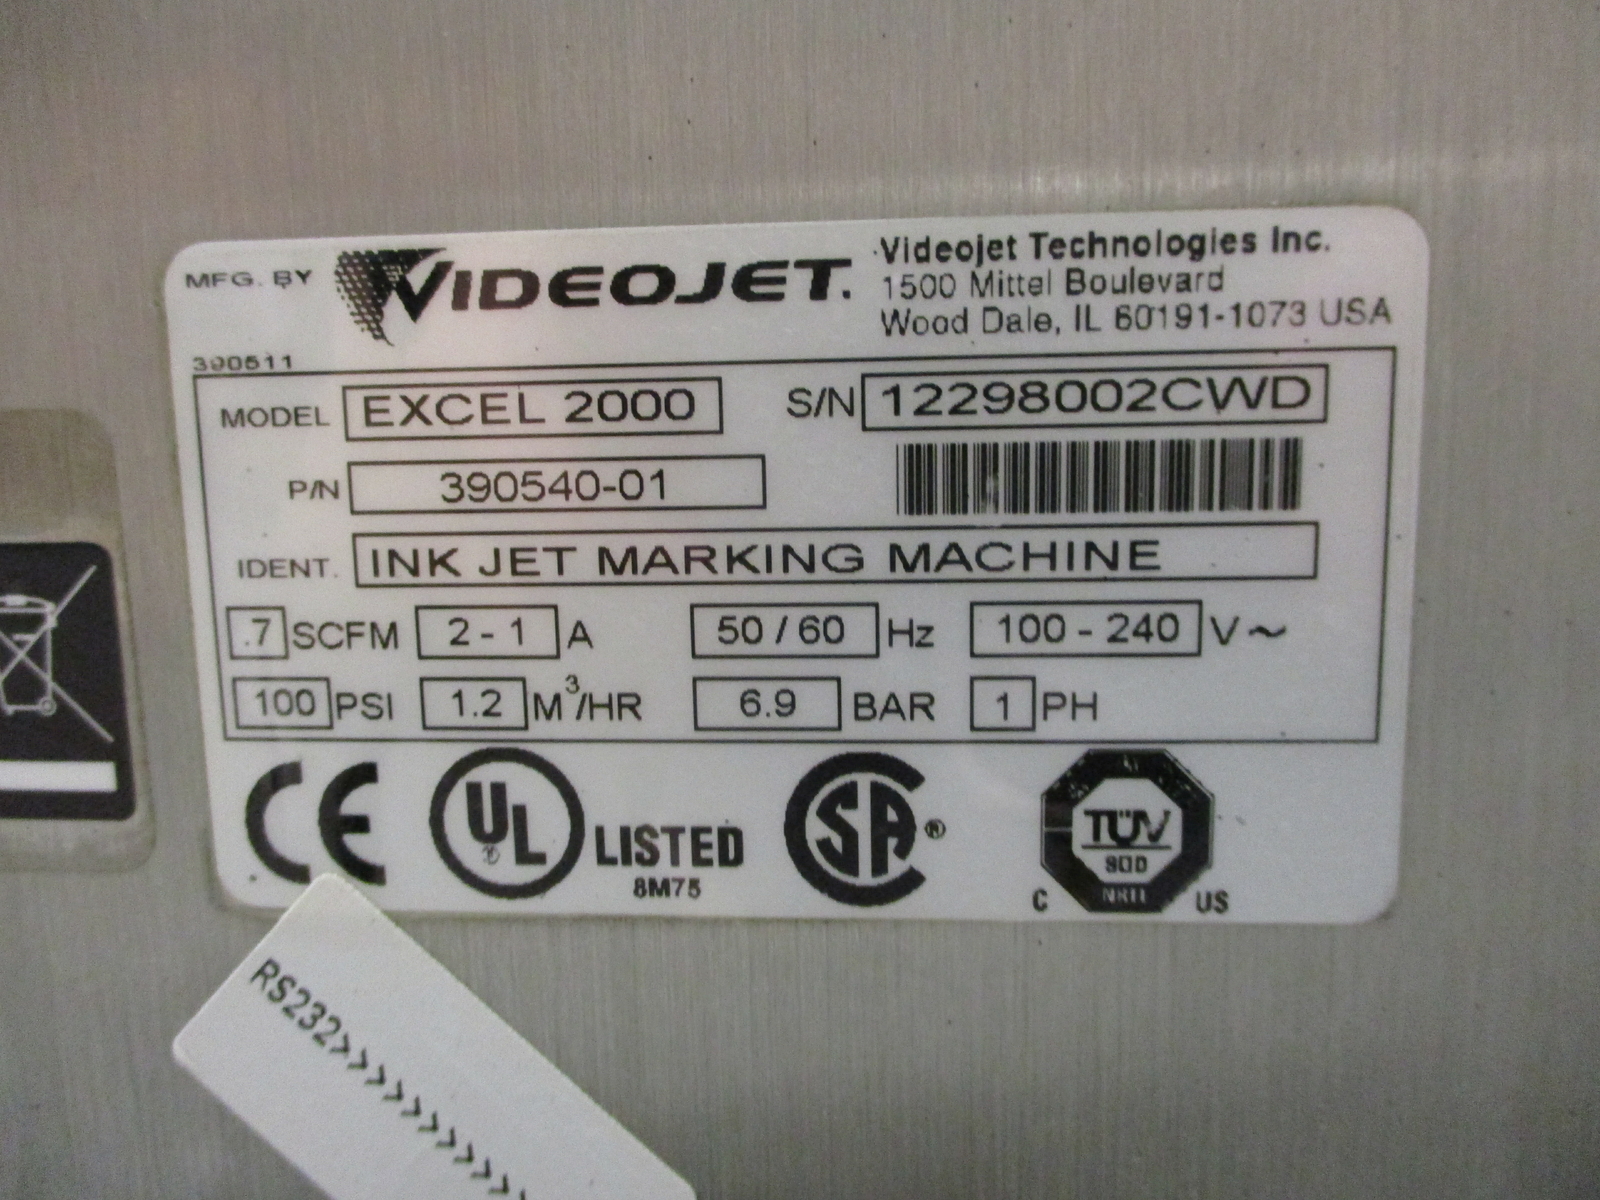 MFG. BY VIDEOJET. Videojet Technologies Inc.
1500 Mittel Boulevard
Wood Dale, IL 60191-1073 USA
390511
MODEL EXCEL 2000 S/N 12298002CWD
P/N 390540-01
IDENT. INK JET MARKING MACHINE
.7 SCFM 2 - 1 A 50 / 60 Hz 100 - 240 V~
100 PSI 1.2 M³/HR 6.9 BAR 1 PH
CE UL ® LISTED SA ® TÜV
8M75
C US
RS232>>>>>>>>>>>